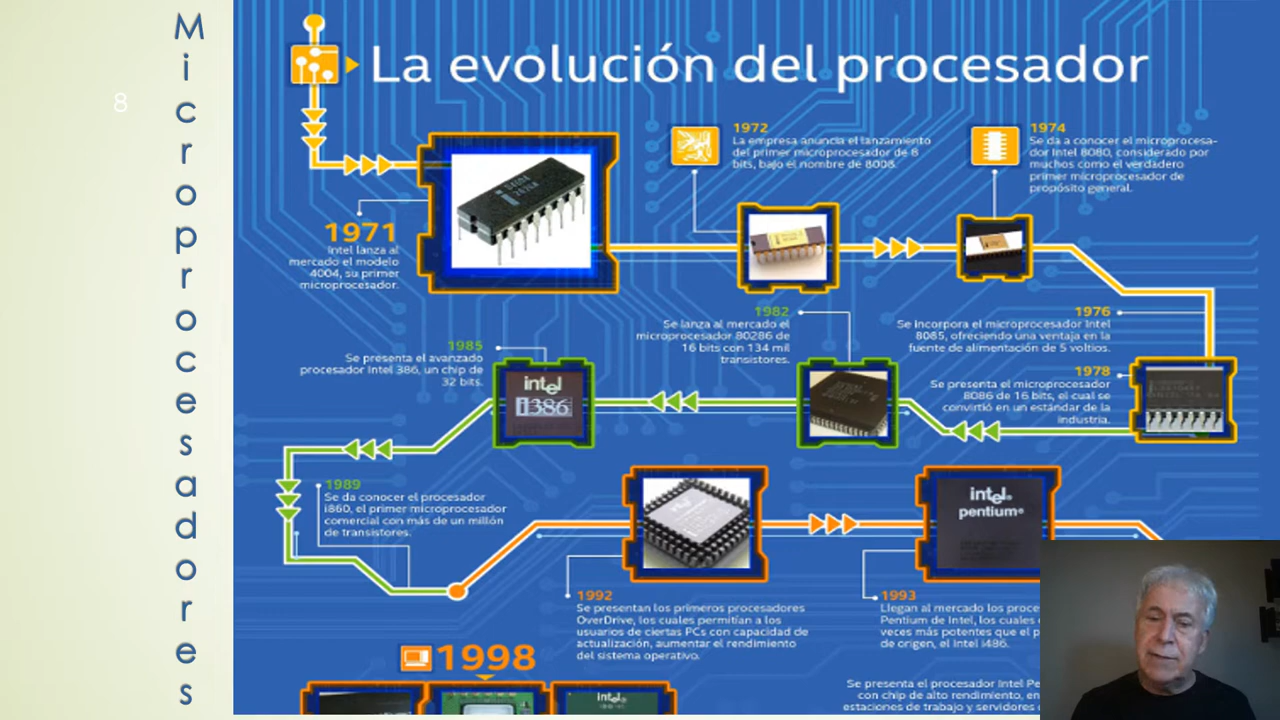 Microprocesadores
8
La evolución del procesador
1971
Intel lanza al
mercado el modelo
4004, su primer
microprocesador.
1972
La empresa anuncia el lanzamiento
del primer microprocesador de 8
bits, bajo el nombre de 8008.
1974
Se da a conocer el microprocesa-
dor Intel 8080, considerado por
muchos como el verdadero
primer microprocesador de
propósito general.
1976
Se incorpora el microprocesador Intel
8085, ofreciendo una ventaja en la
fuente de alimentación de 5 voltios.
1978
Se presenta el microprocesador
8086 de 16 bits, el cual se
convirtió en un estándar de la
industria.
1982
Se lanza al mercado el
microprocesador 80286 de
16 bits con 134 mil
transistores.
1985
Se presenta el avanzado
procesador Intel 386, un chip de
32 bits.
intel
i386
1989
Se da conocer el procesador
i860, el primer microprocesador
comercial con más de un millón
de transistores.
1992
Se presentan los primeros procesadores
OverDrive, los cuales permitían a los
usuarios de ciertas PCs con capacidad de
actualización, aumentar el rendimiento
del sistema operativo.
intel®
pentium®
1993
Llegan al mercado los proce
Pentium de Intel, los cuales
veces más potentes que el p
de origen, el Intel i486.
1998
intel
Se presenta el procesador Intel Pe
con chip de alto rendimiento, en
estaciones de trabajo y servidores